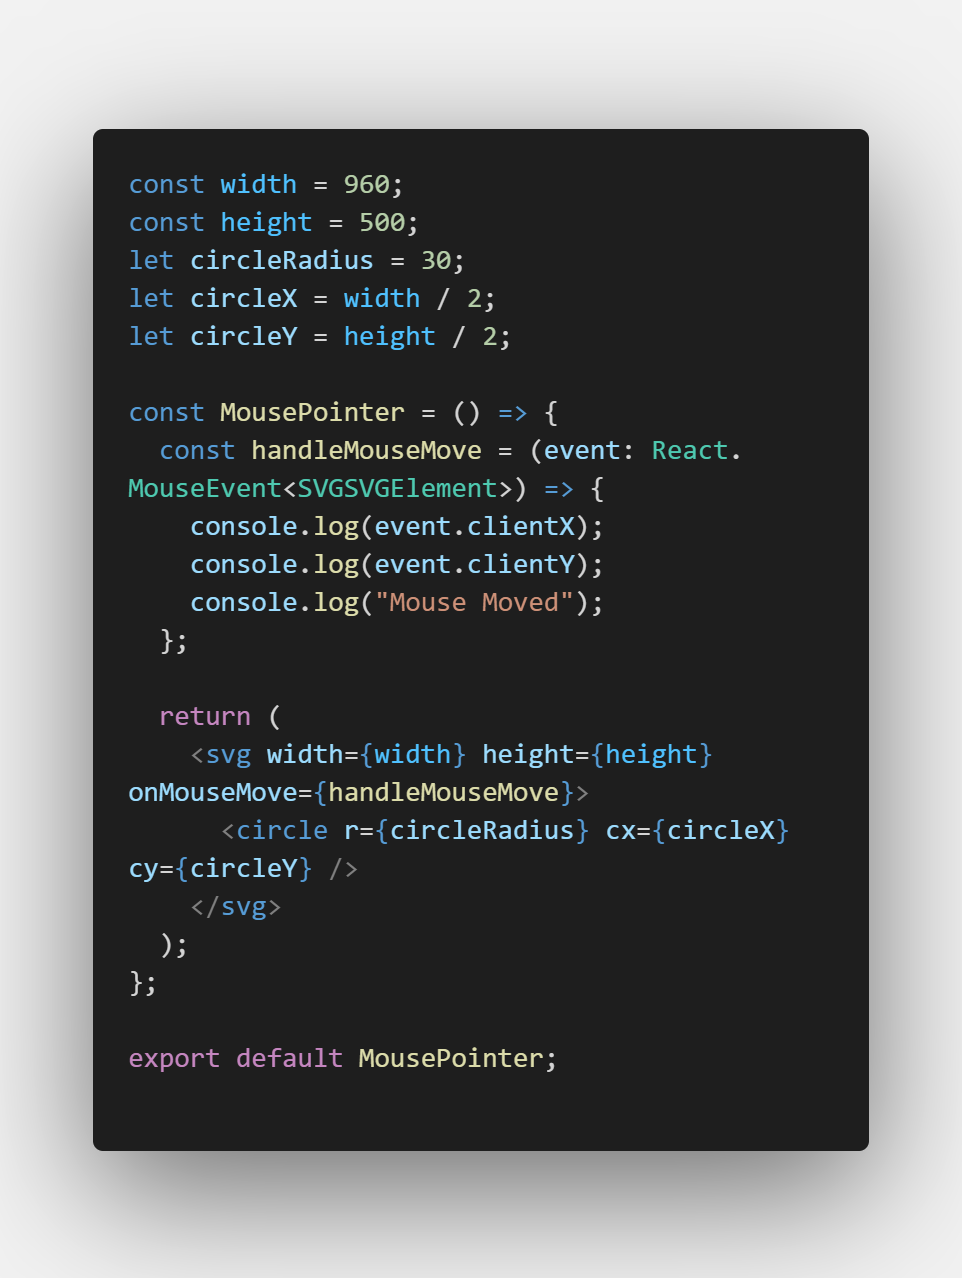 const width = 960;
const height = 500;
let circleRadius = 30;
let circleX = width / 2;
let circleY = height / 2;

const MousePointer = () => {
  const handleMouseMove = (event: React.
MouseEvent<SVGSVGElement>) => {
    console.log(event.clientX);
    console.log(event.clientY);
    console.log("Mouse Moved");
  };

  return (
    <svg width={width} height={height}
onMouseMove={handleMouseMove}>
      <circle r={circleRadius} cx={circleX}
cy={circleY} />
    </svg>
  );
};

export default MousePointer;